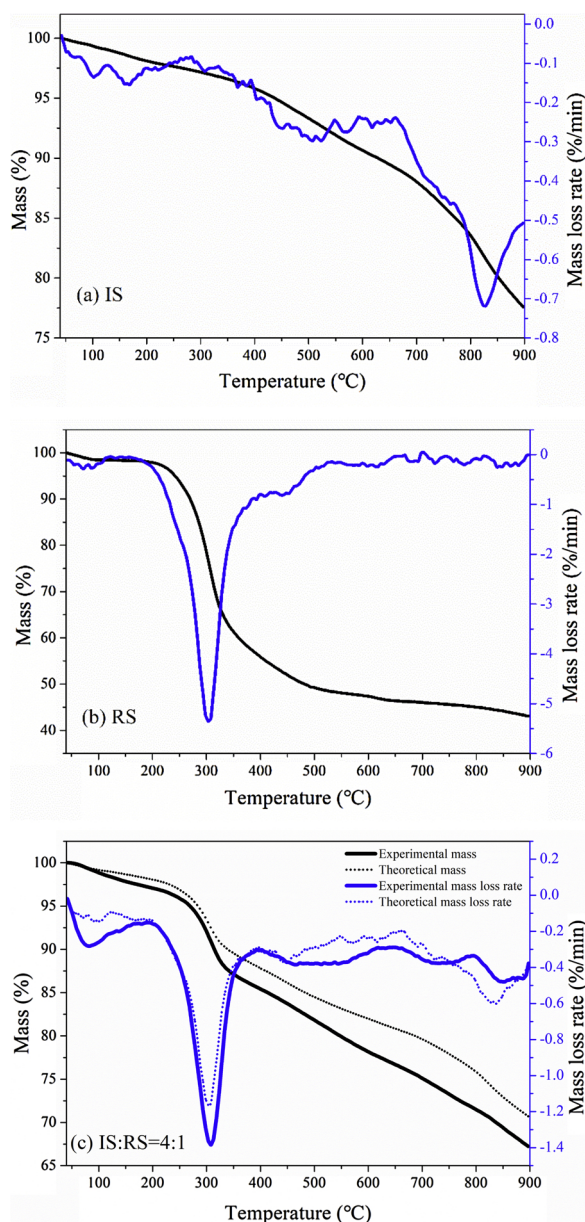 100
95
90
85
80
75
Mass (%)
0.0
-0.1
-0.2
-0.3
-0.4
-0.5
-0.6
-0.7
-0.8
Mass loss rate (%/min)
(a) IS
100 200 300 400 500 600 700 800 900
Temperature (℃)
100
90
80
70
60
50
40
Mass (%)
0
-1
-2
-3
-4
-5
-6
Mass loss rate (%/min)
(b) RS
100 200 300 400 500 600 700 800 900
Temperature (℃)
Experimental mass
Theoretical mass
Experimental mass loss rate
Theoretical mass loss rate
100
95
90
85
80
75
70
65
Mass (%)
0.2
0.0
-0.2
-0.4
-0.6
-0.8
-1.0
-1.2
-1.4
Mass loss rate (%/min)
(c) IS:RS=4:1
100 200 300 400 500 600 700 800 900
Temperature (℃)